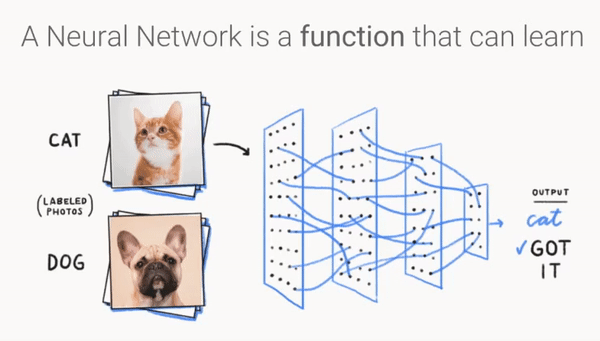 A Neural Network is a function that can learn
CAT
(LABELED
PHOTOS)
DOG
OUTPUT
cat
✓GOT
IT